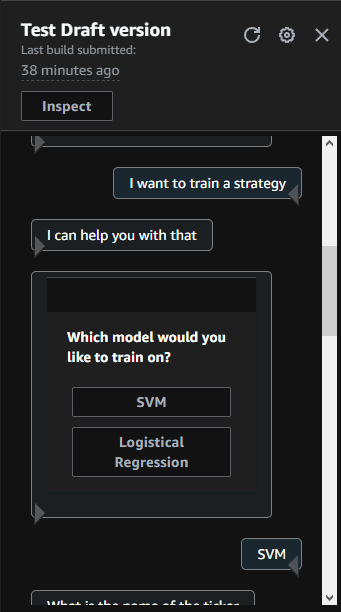 Test Draft version
Last build submitted:
38 minutes ago
Inspect
I want to train a strategy
I can help you with that
Which model would you
like to train on?
SVM
Logistical
Regression
SVM
What is the name of the ticker